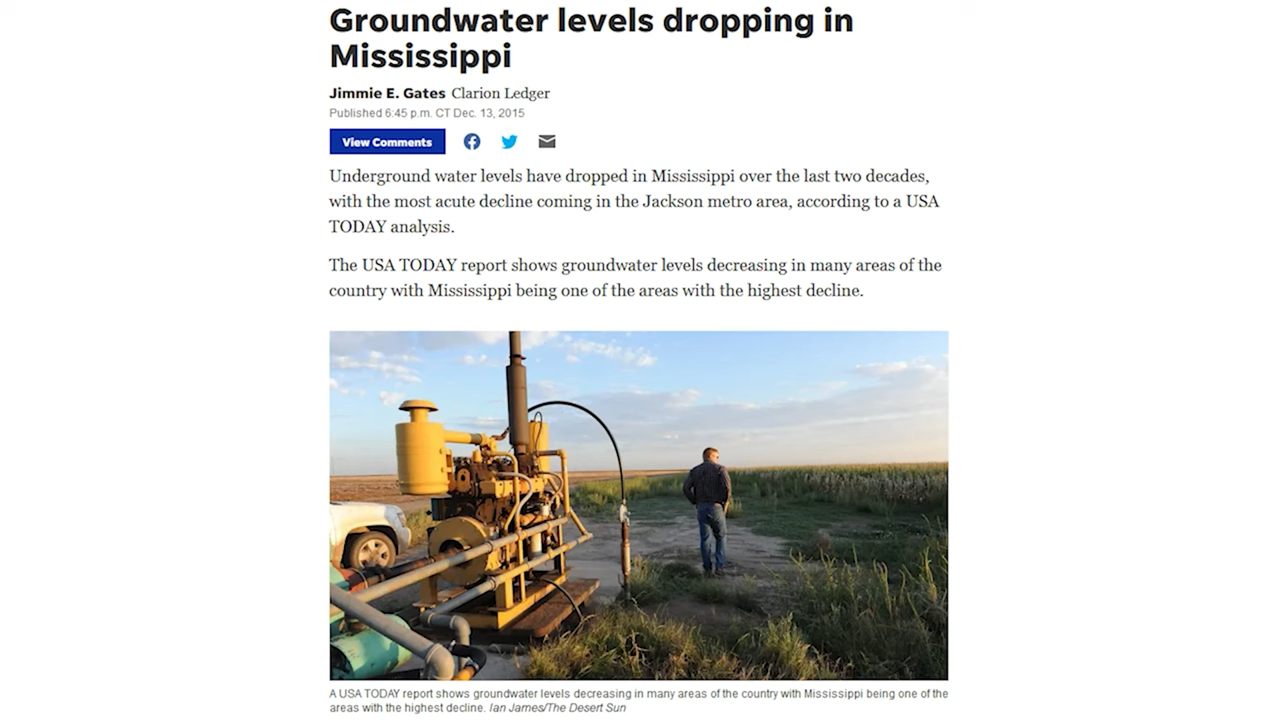 Groundwater levels dropping in
Mississippi
Jimmie E. Gates Clarion Ledger
Published 6:45 p.m. CT Dec. 13, 2015
View Comments
Underground water levels have dropped in Mississippi over the last two decades,
with the most acute decline coming in the Jackson metro area, according to a USA
TODAY analysis.
The USA TODAY report shows groundwater levels decreasing in many areas of the
country with Mississippi being one of the areas with the highest decline.
A USA TODAY report shows groundwater levels decreasing in many areas of the country with Mississippi being one of the
areas with the highest decline. Ian James/The Desert Sun